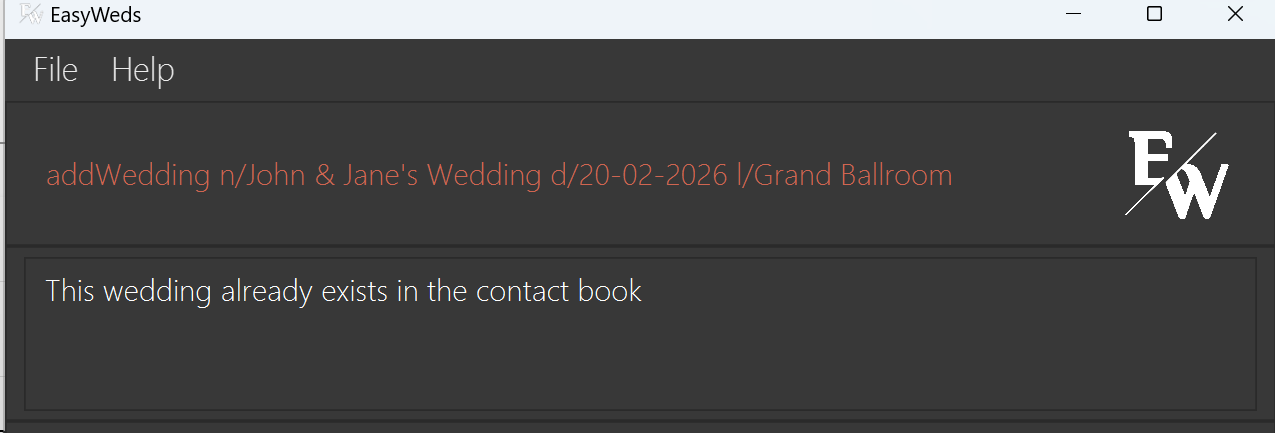 EasyWeds
File Help
addWedding n/John & Jane's Wedding d/20-02-2026 l/Grand Ballroom
EW
This wedding already exists in the contact book